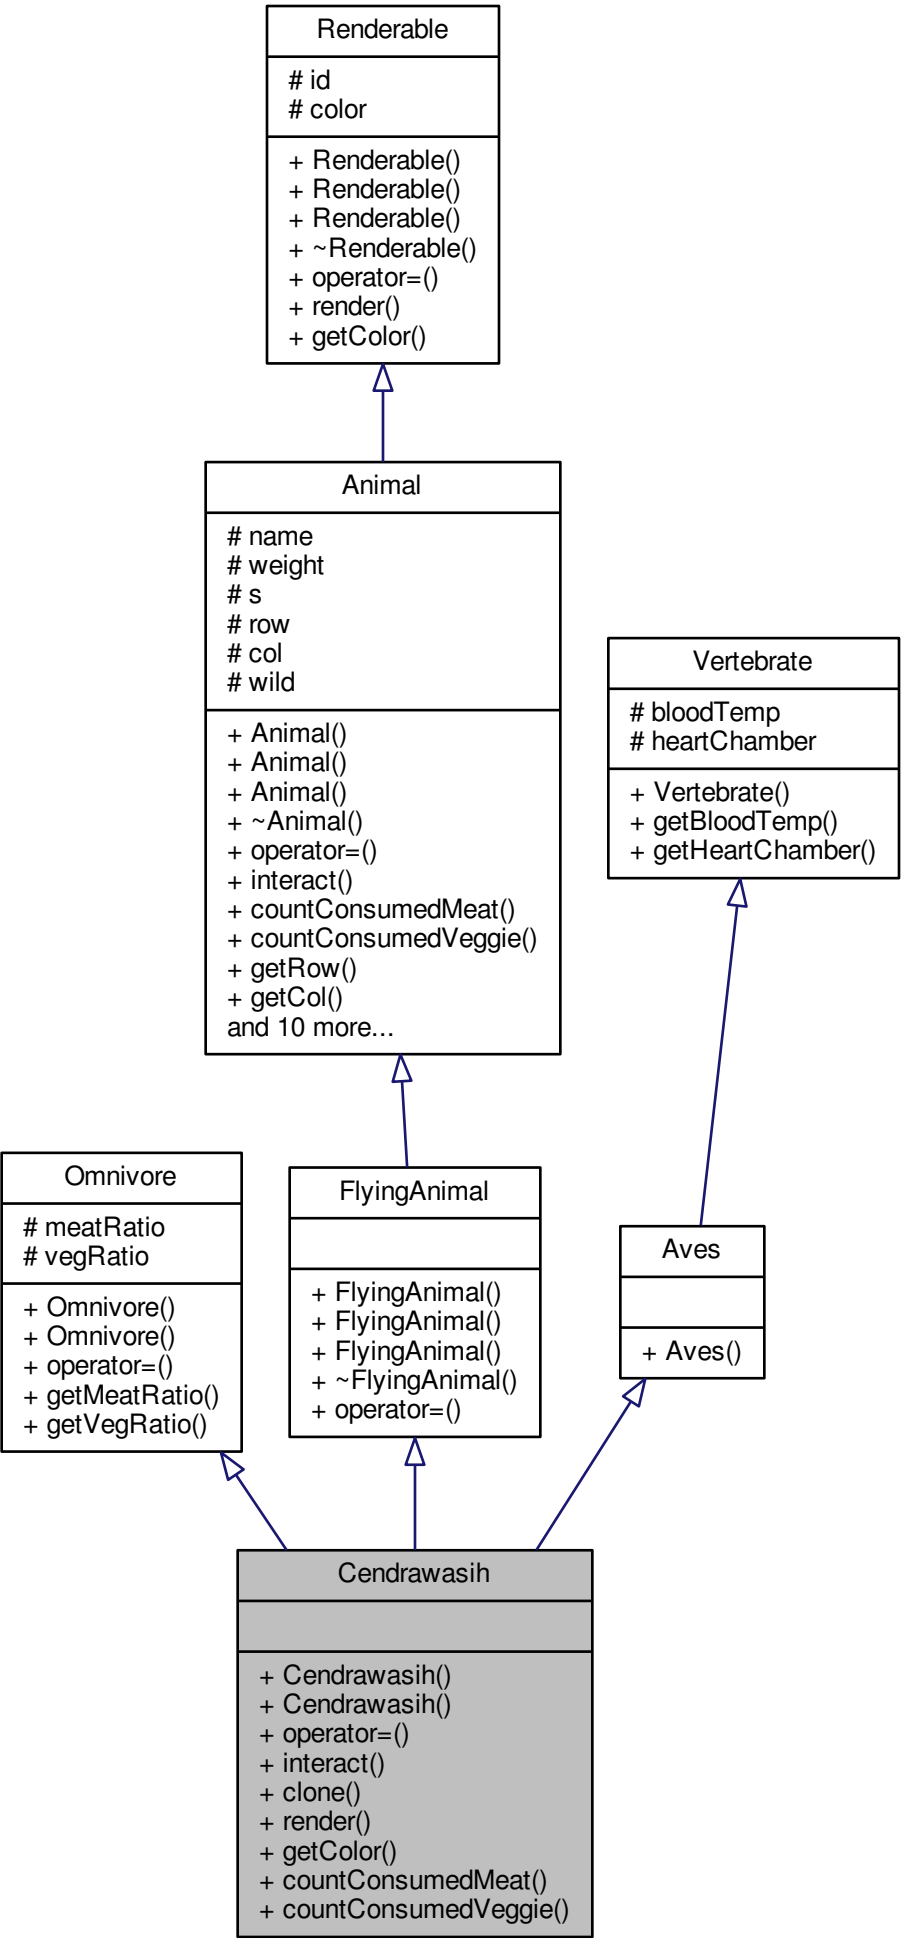 Renderable
# id
# color
+ Renderable()
+ Renderable()
+ Renderable()
+ ~Renderable()
+ operator=()
+ render()
+ getColor()
Animal
# name
# weight
# s
# row
# col
# wild
+ Animal()
+ Animal()
+ Animal()
+ ~Animal()
+ operator=()
+ interact()
+ countConsumedMeat()
+ countConsumedVeggie()
+ getRow()
+ getCol()
and 10 more...
Vertebrate
# bloodTemp
# heartChamber
+ Vertebrate()
+ getBloodTemp()
+ getHeartChamber()
Omnivore
# meatRatio
# vegRatio
+ Omnivore()
+ Omnivore()
+ operator=()
+ getMeatRatio()
+ getVegRatio()
FlyingAnimal
+ FlyingAnimal()
+ FlyingAnimal()
+ FlyingAnimal()
+ ~FlyingAnimal()
+ operator=()
Aves
+ Aves()
Cendrawasih
+ Cendrawasih()
+ Cendrawasih()
+ operator=()
+ interact()
+ clone()
+ render()
+ getColor()
+ countConsumedMeat()
+ countConsumedVeggie()